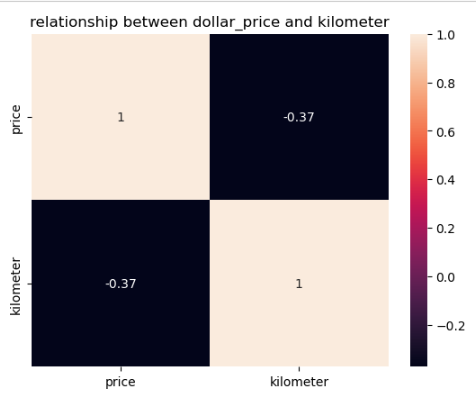 relationship between dollar_price and kilometer
price
1
-0.37
kilometer
-0.37
1
price
kilometer
1.0
0.8
0.6
0.4
0.2
0.0
−0.2